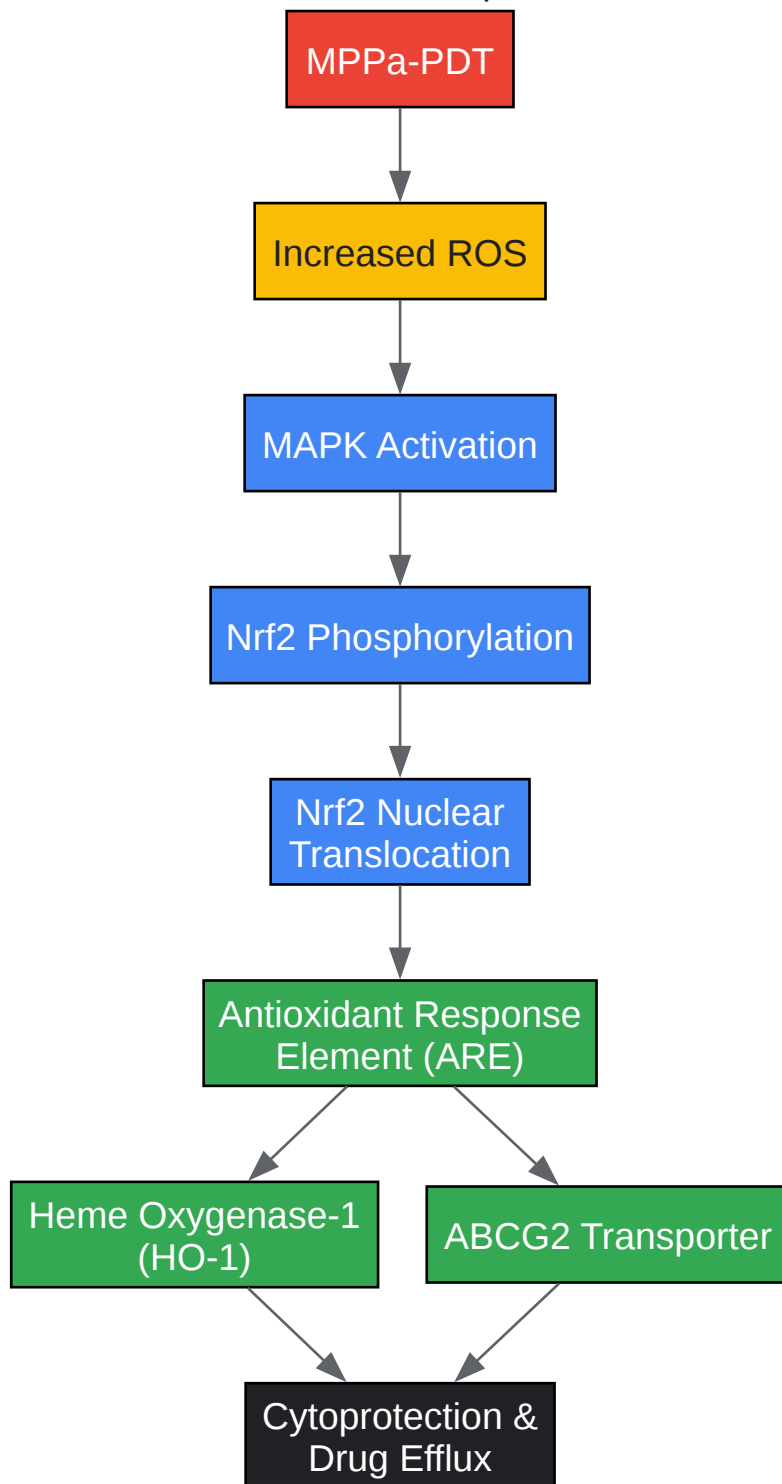 MPPa-PDT
Increased ROS
MAPK Activation
Nrf2 Phosphorylation
Nrf2 Nuclear
Translocation
Antioxidant Response
Element (ARE)
Heme Oxygenase-1
(HO-1)
ABCG2 Transporter
Cytoprotection &
Drug Efflux